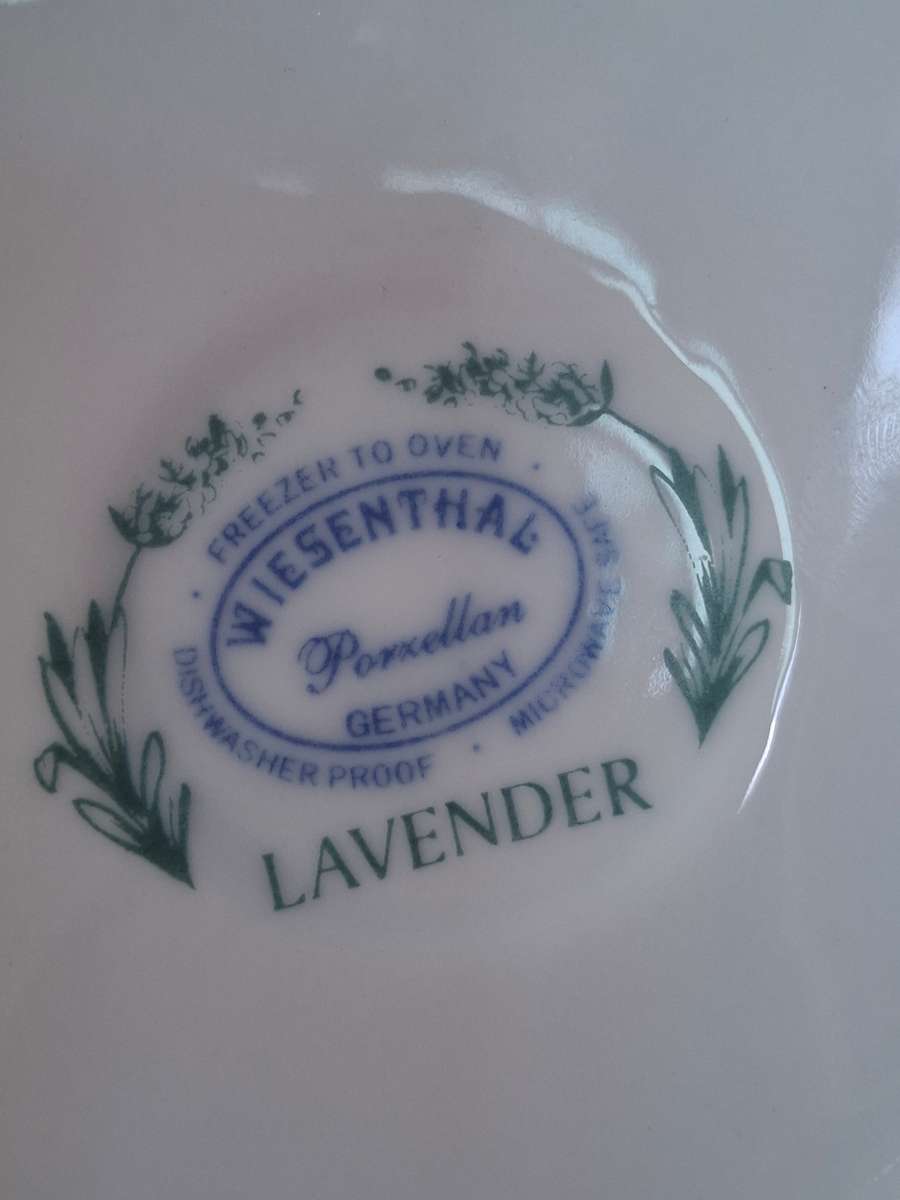 FREEZER TO OVEN ·
MICROWAVE SAFE ·
DISHWASHER PROOF ·
WIESENTHAL
Porzellan
GERMANY
LAVENDER